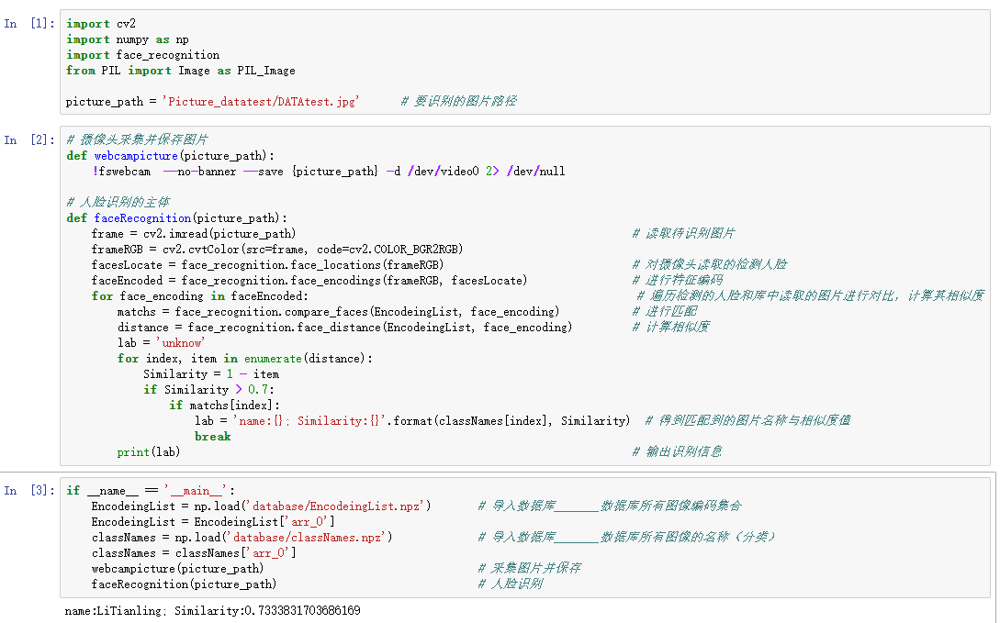 In [1]: import cv2
import numpy as np
import face_recognition
from PIL import Image as PIL_Image
picture_path = 'Picture_datatest/DATAtest.jpg' # 要识别的图片路径
In [2]: # 摄像头采集并保存图片
def webcampicture(picture_path):
!fswebcam --no-banner --save {picture_path} -d /dev/video0 2> /dev/null
# 人脸识别的主体
def faceRecognition(picture_path):
frame = cv2.imread(picture_path) # 读取待识别图片
frameRGB = cv2.cvtColor(src=frame, code=cv2.COLOR_BGR2RGB)
facesLocate = face_recognition.face_locations(frameRGB) # 对摄像头读取的检测人脸
faceEncoded = face_recognition.face_encodings(frameRGB, facesLocate) # 进行特征编码
for face_encoding in faceEncoded: # 遍历检测的人脸和库中读取的图片进行对比，计算其相似度
matchs = face_recognition.compare_faces(EncodeingList, face_encoding) # 进行匹配
distance = face_recognition.face_distance(EncodeingList, face_encoding) # 计算相似度
lab = 'unknow'
for index, item in enumerate(distance):
Similarity = 1 - item
if Similarity > 0.7:
if matchs[index]:
lab = 'name:{}; Similarity:{}'.format(classNames[index], Similarity) # 得到匹配到的图片名称与相似度值
break
print(lab) # 输出识别信息
In [3]: if __name__ == '__main__':
EncodeingList = np.load('database/EncodeingList.npz') # 导入数据库_______数据库所有图像编码集合
EncodeingList = EncodeingList['arr_0']
classNames = np.load('database/classNames.npz') # 导入数据库_______数据库所有图像的名称（分类）
classNames = classNames['arr_0']
webcampicture(picture_path) # 采集图片并保存
faceRecognition(picture_path) # 人脸识别
name:LiTianling; Similarity:0.7333831703686169